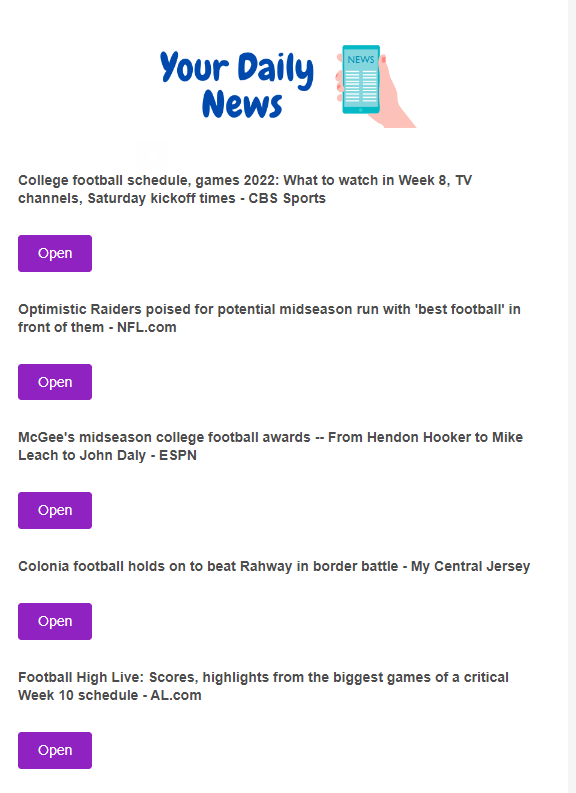 Your Daily
News
NEWS
College football schedule, games 2022: What to watch in Week 8, TV
channels, Saturday kickoff times - CBS Sports
Open
Optimistic Raiders poised for potential midseason run with 'best football' in
front of them - NFL.com
Open
McGee's midseason college football awards -- From Hendon Hooker to Mike
Leach to John Daly - ESPN
Open
Colonia football holds on to beat Rahway in border battle - My Central Jersey
Open
Football High Live: Scores, highlights from the biggest games of a critical
Week 10 schedule - AL.com
Open